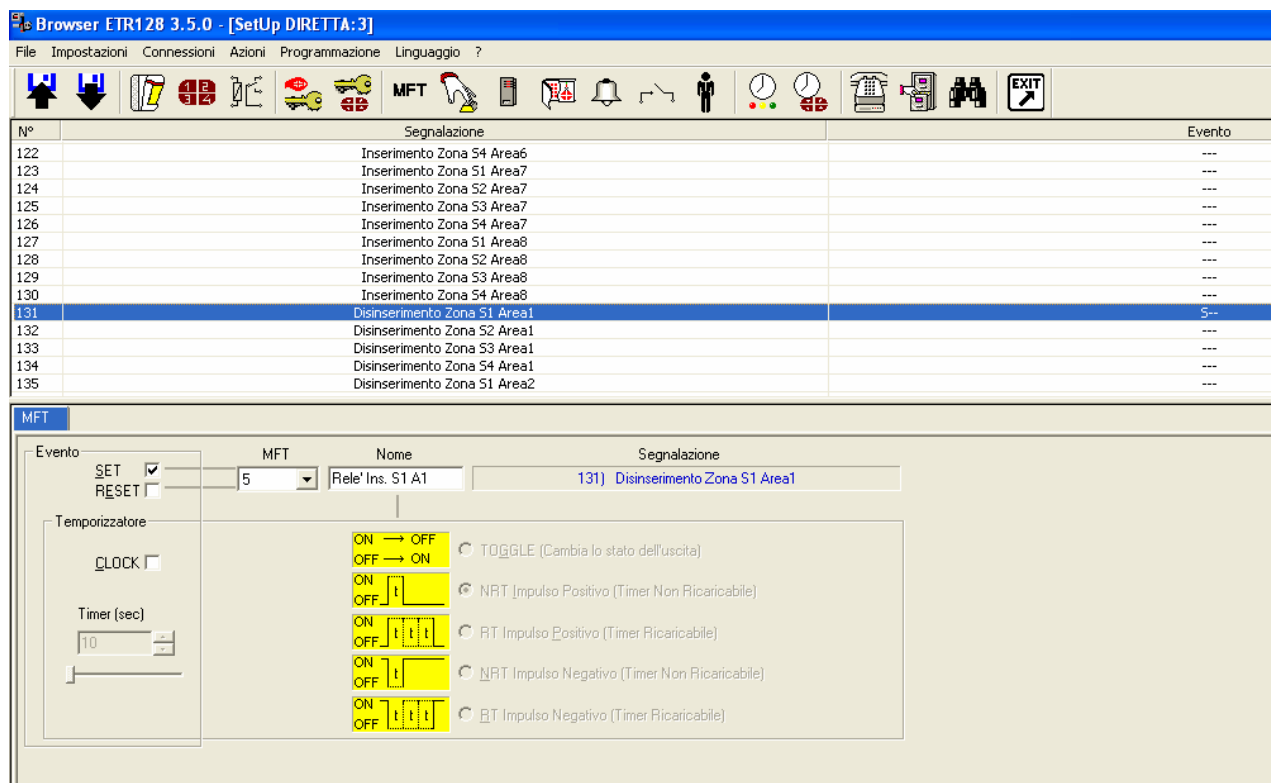 Browser ETR128 3.5.0 - [SetUp DIRETTA:3]
File Impostazioni Connessioni Azioni Programmazione Linguaggio ?
1 2 3 4 MFT EXIT
N° Segnalazione Evento
122 Inserimento Zona S4 Area6 ---
123 Inserimento Zona S1 Area7 ---
124 Inserimento Zona S2 Area7 ---
125 Inserimento Zona S3 Area7 ---
126 Inserimento Zona S4 Area7 ---
127 Inserimento Zona S1 Area8 ---
128 Inserimento Zona S2 Area8 ---
129 Inserimento Zona S3 Area8 ---
130 Inserimento Zona S4 Area8 ---
131 Disinserimento Zona S1 Area1 S--
132 Disinserimento Zona S2 Area1 ---
133 Disinserimento Zona S3 Area1 ---
134 Disinserimento Zona S4 Area1 ---
135 Disinserimento Zona S1 Area2 ---
MFT
Evento MFT Nome Segnalazione
SET 5 Rele' Ins. S1 A1 131) Disinserimento Zona S1 Area1
RESET
Temporizzatore
CLOCK
Timer (sec)
10
ON → OFF
OFF → ON
TOGGLE (Cambia lo stato dell'uscita)
ON
OFF t
NRT Impulso Positivo (Timer Non Ricaricabile)
ON
OFF t t t
RT Impulso Positivo (Timer Ricaricabile)
ON
OFF t
NRT Impulso Negativo (Timer Non Ricaricabile)
ON
OFF t t t
RT Impulso Negativo (Timer Ricaricabile)